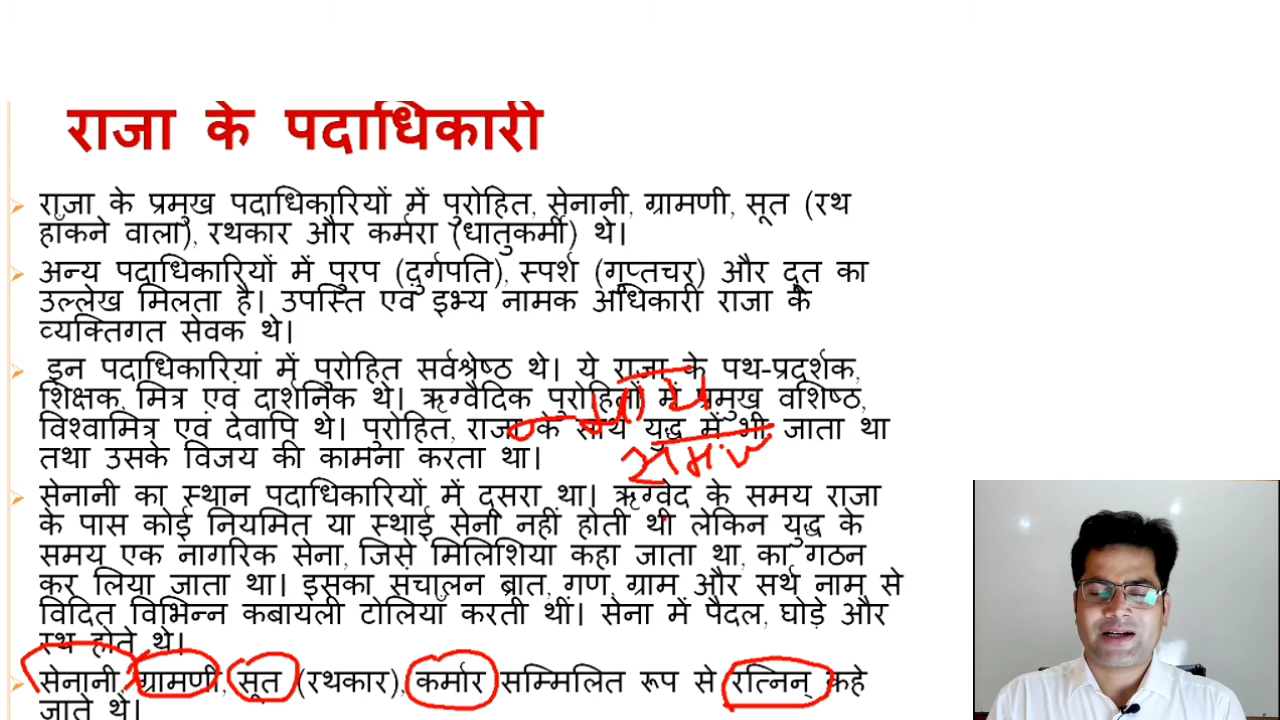 राजा के पदाधिकारी
राजा के प्रमुख पदाधिकारियों में पुरोहित, सेनानी, ग्रामणी, सूत (रथ
हाँकने वाला), रथकार और कर्मरा (धातुकर्मी) थे।
अन्य पदाधिकारियों में पुरप (दुर्गपति), स्पर्श (गुप्तचर) और दूत का
उल्लेख मिलता है। उपस्ति एवं इभ्य नामक अधिकारी राजा के
व्यक्तिगत सेवक थे।
इन पदाधिकारियां में पुरोहित सर्वश्रेष्ठ थे। ये राजा के पथ-प्रदर्शक,
शिक्षक, मित्र एवं दार्शनिक थे। ऋग्वैदिक पुरोहितों में प्रमुख वशिष्ठ,
विश्वामित्र एवं देवापि थे। पुरोहित, राजा के साथ युद्ध में भी जाता था
तथा उसके विजय की कामना करता था।
सेनानी का स्थान पदाधिकारियों में दूसरा था। ऋग्वेद के समय राजा
के पास कोई नियमित या स्थाई सेना नहीं होती थी लेकिन युद्ध के
समय एक नागरिक सेना, जिसे मिलिशिया कहा जाता था, का गठन
कर लिया जाता था। इसका संचालन ब्रात, गण, ग्राम और सर्थ नाम से
विदित विभिन्न कबायली टोलियाँ करती थीं। सेना में पैदल, घोड़े और
रथ होते थे।
सेनानी, ग्रामणी, सूत (रथकार), कर्मार सम्मिलित रूप से रत्निन् कहे
जाते थे।